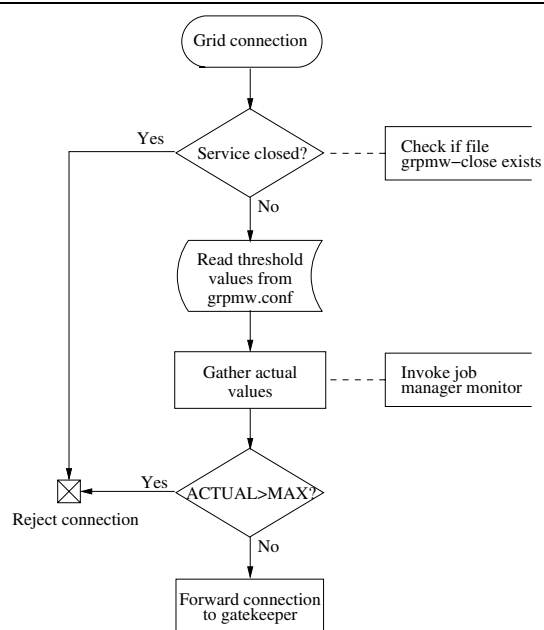 Grid connection
Yes
Service closed?
Check if file
grpmw−close exists
No
Read threshold
values from
grpmw.conf
Gather actual
values
Invoke job
manager monitor
Yes
ACTUAL>MAX?
Reject connection
No
Forward connection
to gatekeeper